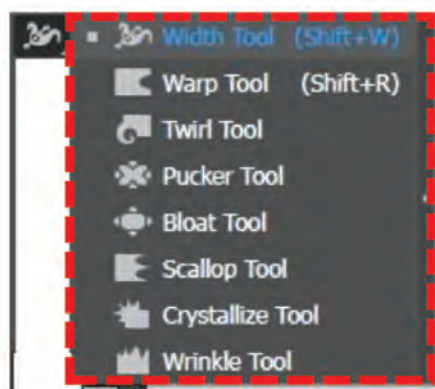 Width Tool (Shift+W)
Warp Tool (Shift+R)
Twirl Tool
Pucker Tool
Bloat Tool
Scallop Tool
Crystallize Tool
Wrinkle Tool